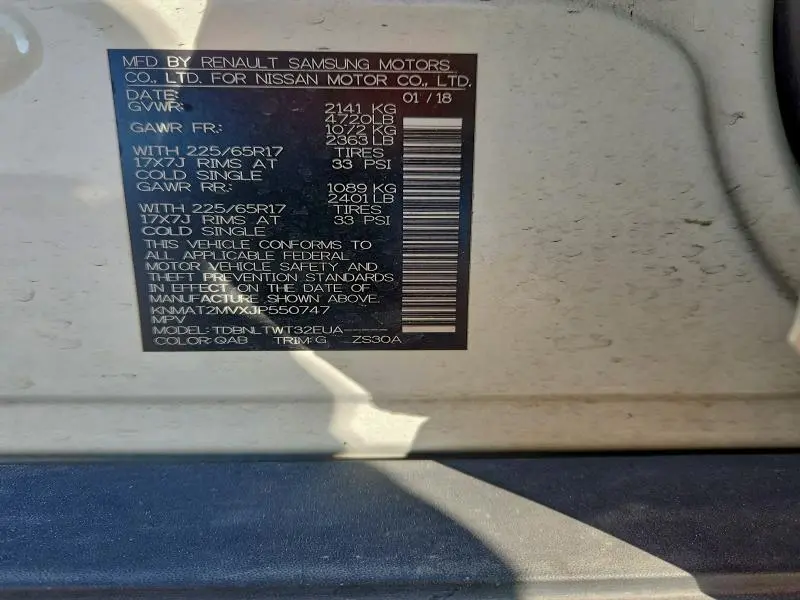 MFD BY RENAULT SAMSUNG MOTORS
CO., LTD. FOR NISSAN MOTOR CO., LTD.
DATE: 01 / 18
GVWR: 2141 KG
4720LB
GAWR FR: 1072 KG
2363 LB
WITH 225/65R17 TIRES
17X7J RIMS AT 33 PSI
COLD SINGLE
GAWR RR: 1089 KG
2401 LB
WITH 225/65R17 TIRES
17X7J RIMS AT 33 PSI
COLD SINGLE
THIS VEHICLE CONFORMS TO
ALL APPLICABLE FEDERAL
MOTOR VEHICLE SAFETY AND
THEFT PREVENTION STANDARDS
IN EFFECT ON THE DATE OF
MANUFACTURE SHOWN ABOVE.
KNMAT2MVXJP550747
MPV
MODEL: TDBNLTWT32EUA-----
COLOR:QAB TRIM:G ZS30A